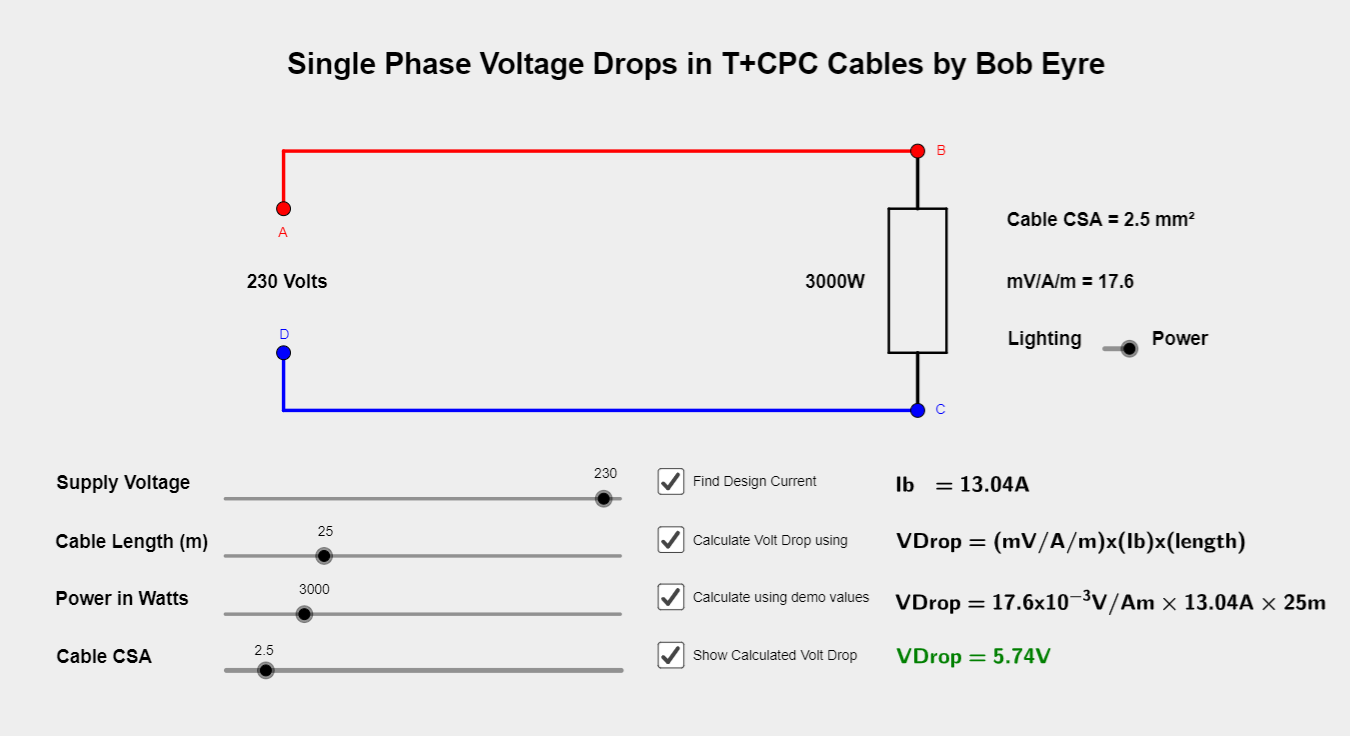 Single Phase Voltage Drops in T+CPC Cables by Bob Eyre
B
A
Cable CSA = 2.5 mm²
230 Volts
3000W
mV/A/m = 17.6
D
Lighting Power
C
Supply Voltage 230
Find Design Current
Ib = 13.04A
Cable Length (m) 25
Calculate Volt Drop using
VDrop = (mV/A/m)x(Ib)x(length)
Power in Watts 3000
Calculate using demo values
VDrop = 17.6x10⁻³V/Am × 13.04A × 25m
Cable CSA 2.5
Show Calculated Volt Drop
VDrop = 5.74V